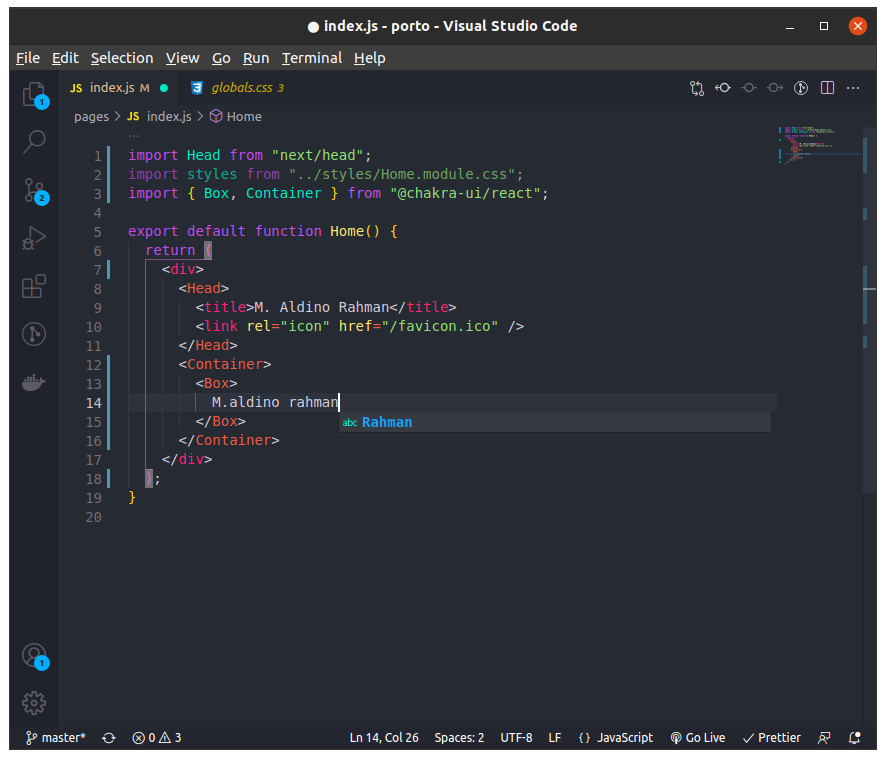 index.js - porto - Visual Studio Code
File Edit Selection View Go Run Terminal Help
JS index.js M globals.css 3
pages > JS index.js > Home
1 import Head from "next/head";
2 import styles from "../styles/Home.module.css";
3 import { Box, Container } from "@chakra-ui/react";
4
5 export default function Home() {
6 return (
7 <div>
8 <Head>
9 <title>M. Aldino Rahman</title>
10 <link rel="icon" href="/favicon.ico" />
11 </Head>
12 <Container>
13 <Box>
14 M.aldino rahman
abc Rahman
15 </Box>
16 </Container>
17 </div>
18 );
19 }
20
1
2
1
master* 0 3 Ln 14, Col 26 Spaces: 2 UTF-8 LF {} JavaScript Go Live Prettier